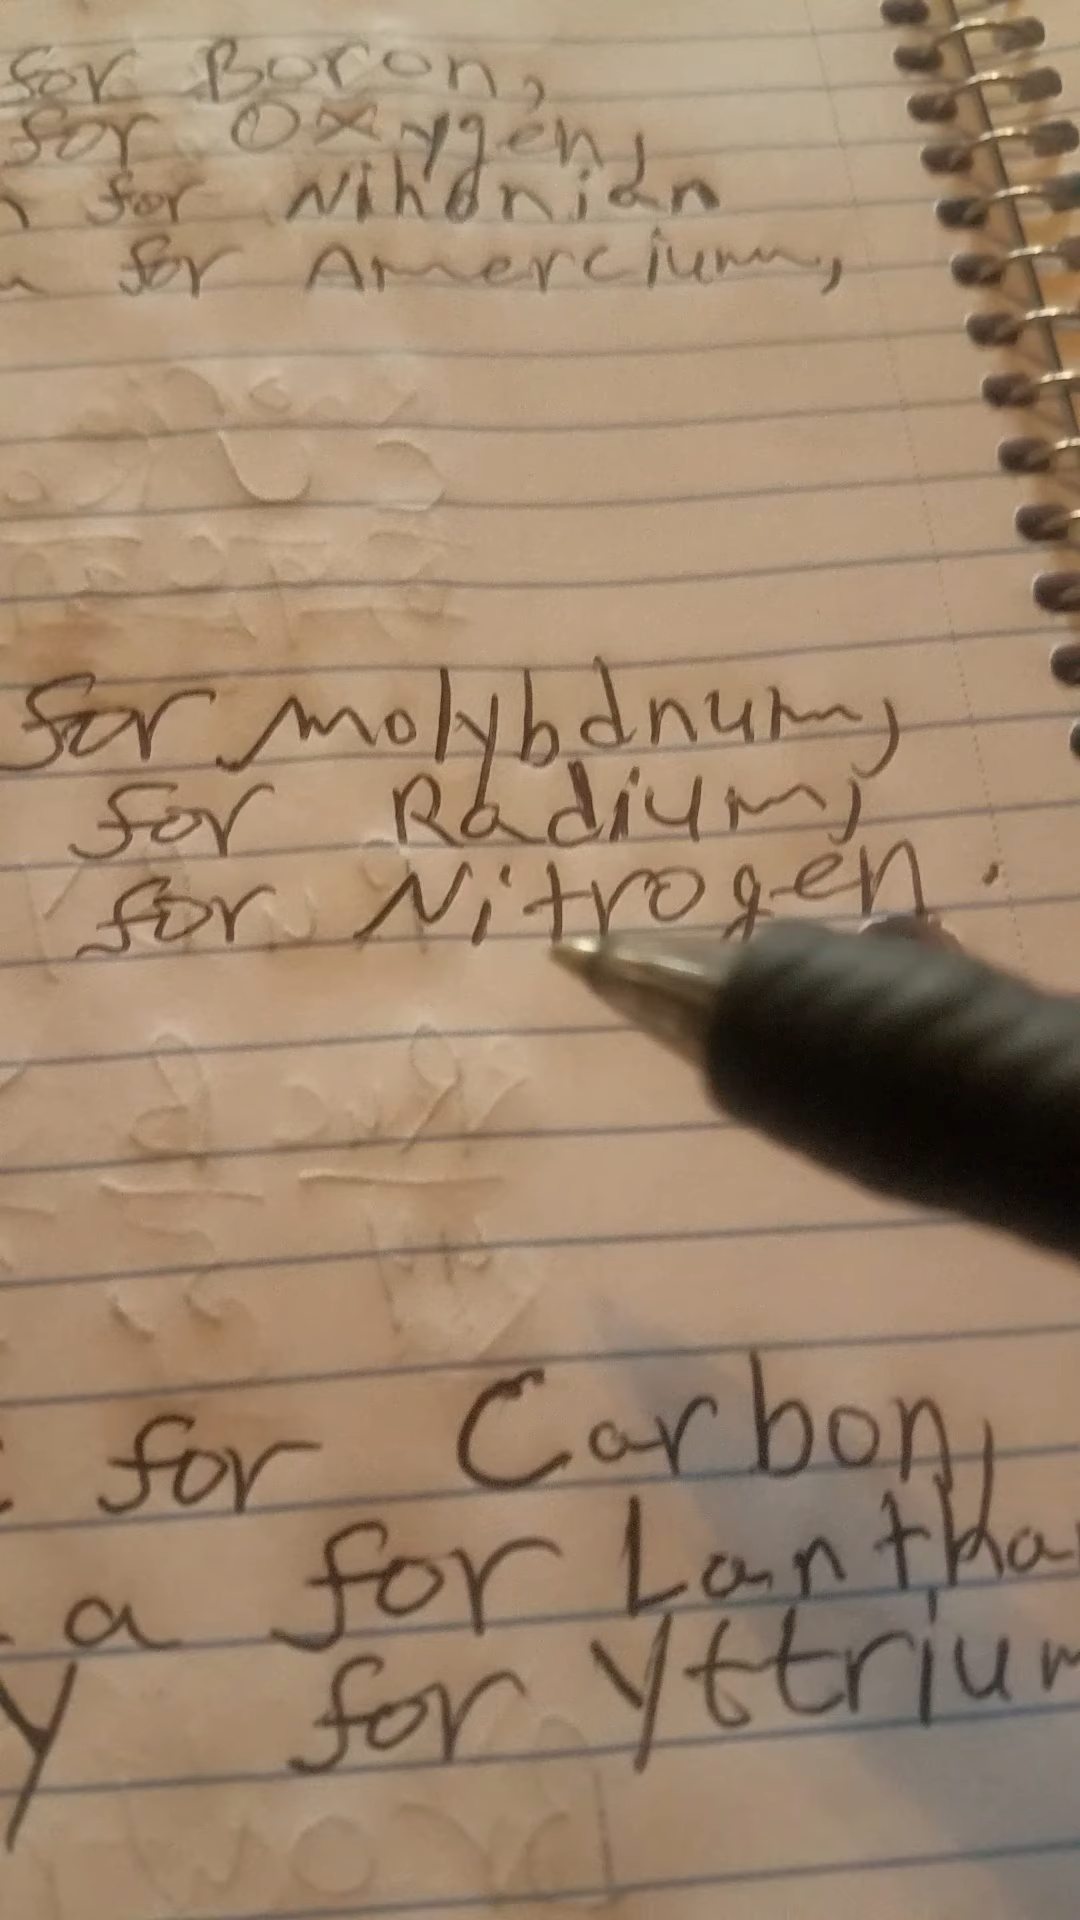 for Boron,
for Oxygen,
for Nihonian
for Amercium,
for Molybdnum,
for Radium,
for Nitrogen.
for Carbon,
a for Lantha
y for Yttrium